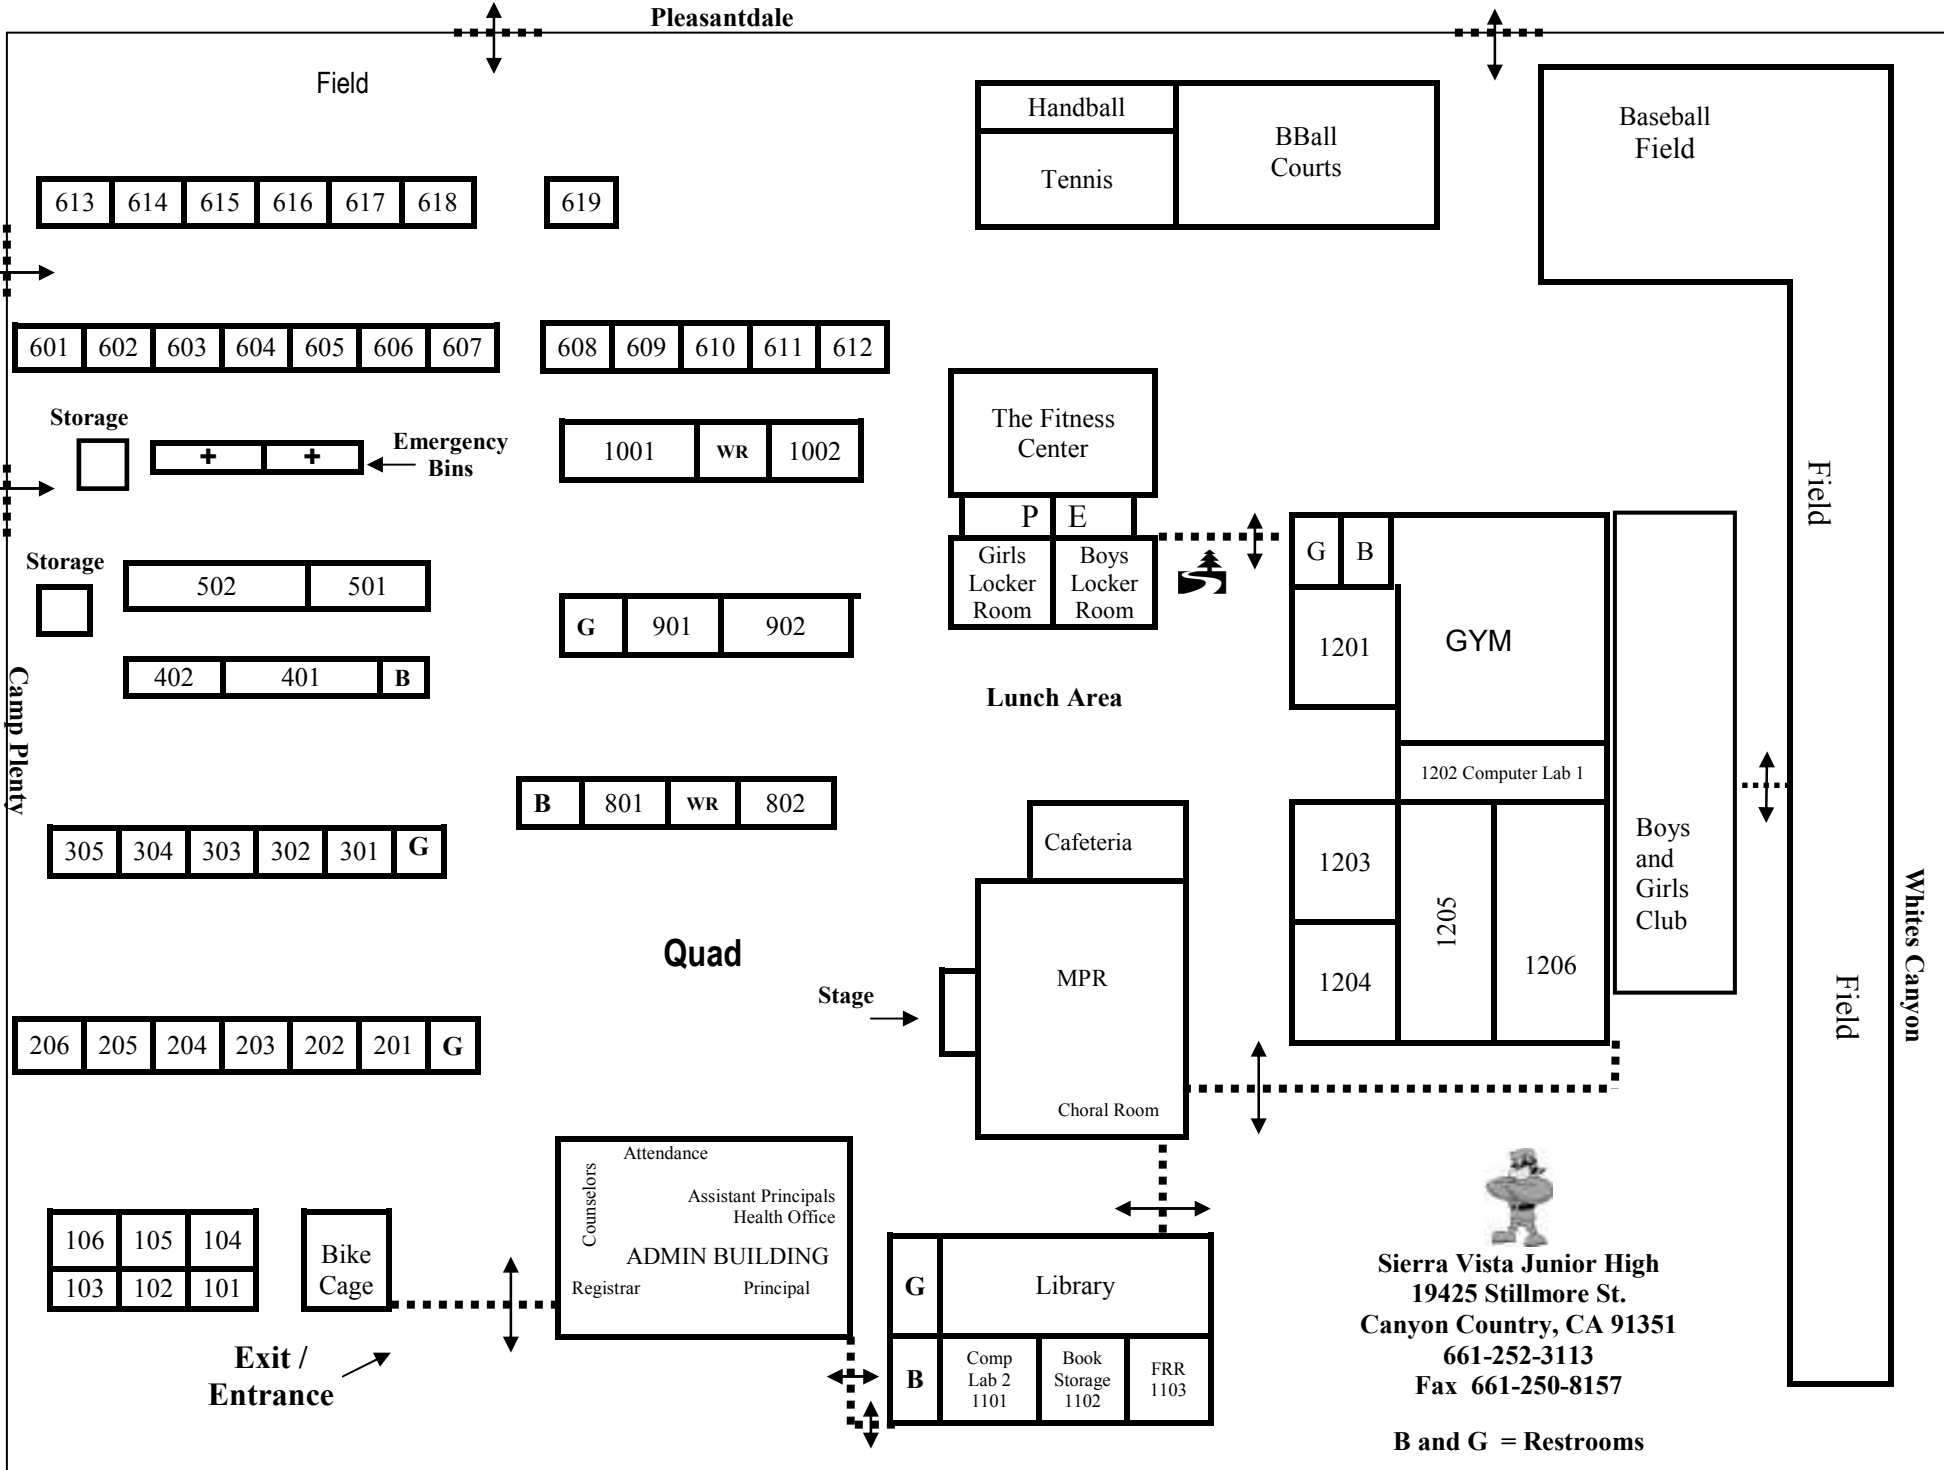 Pleasantdale
Field
Handball
Tennis
BBall
Courts
Baseball
Field
613 614 615 616 617 618 619
601 602 603 604 605 606 607 608 609 610 611 612
Storage
Emergency
Bins
1001 WR 1002
The Fitness
Center
P E
Girls
Locker
Room
Boys
Locker
Room
G B
1201
GYM
Field
Storage
502 501
G 901 902
402 401 B
Camp Plenty
Lunch Area
1202 Computer Lab 1
B 801 WR 802
305 304 303 302 301 G
Cafeteria
1203
1205
1206
1204
Boys
and
Girls
Club
Whites Canyon
Field
Quad
MPR
Stage
Choral Room
206 205 204 203 202 201 G
106 105 104
103 102 101
Bike
Cage
Attendance
Counselors
Assistant Principals
Health Office
ADMIN BUILDING
Registrar
Principal
G
Library
B
Comp
Lab 2
1101
Book
Storage
1102
FRR
1103
Exit /
Entrance
Sierra Vista Junior High
19425 Stillmore St.
Canyon Country, CA 91351
661-252-3113
Fax 661-250-8157
B and G = Restrooms